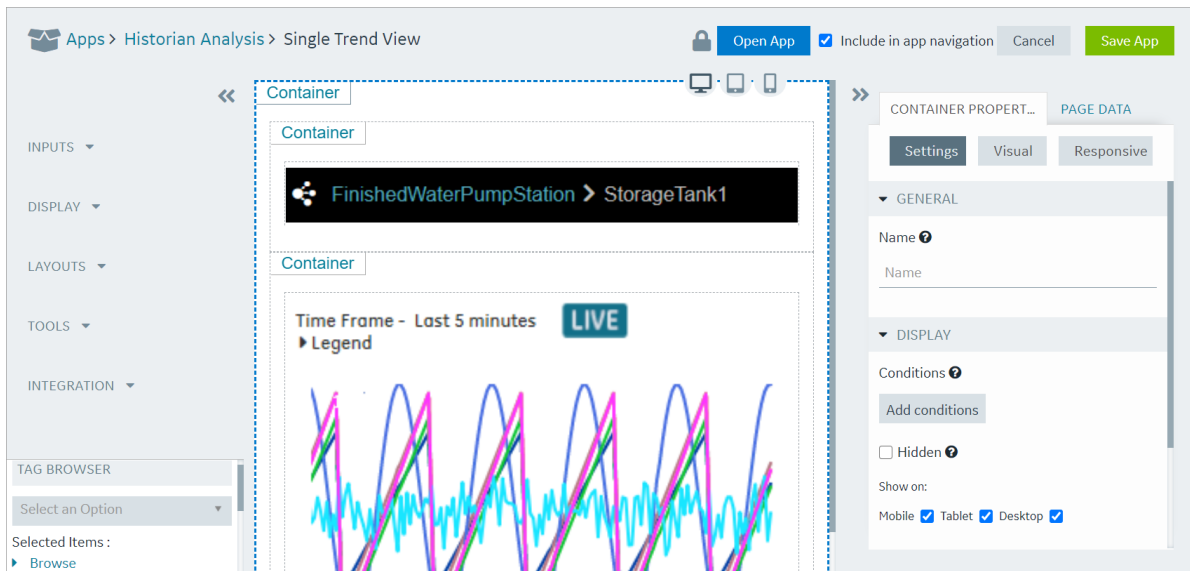 Apps > Historian Analysis > Single Trend View
Open App
Include in app navigation
Cancel
Save App
INPUTS
DISPLAY
LAYOUTS
TOOLS
INTEGRATION
TAG BROWSER
Select an Option
Selected Items :
Browse
Container
Container
FinishedWaterPumpStation > StorageTank1
Container
Time Frame - Last 5 minutes
LIVE
Legend
CONTAINER PROPERT...
PAGE DATA
Settings
Visual
Responsive
GENERAL
Name
Name
DISPLAY
Conditions
Add conditions
Hidden
Show on:
Mobile Tablet Desktop